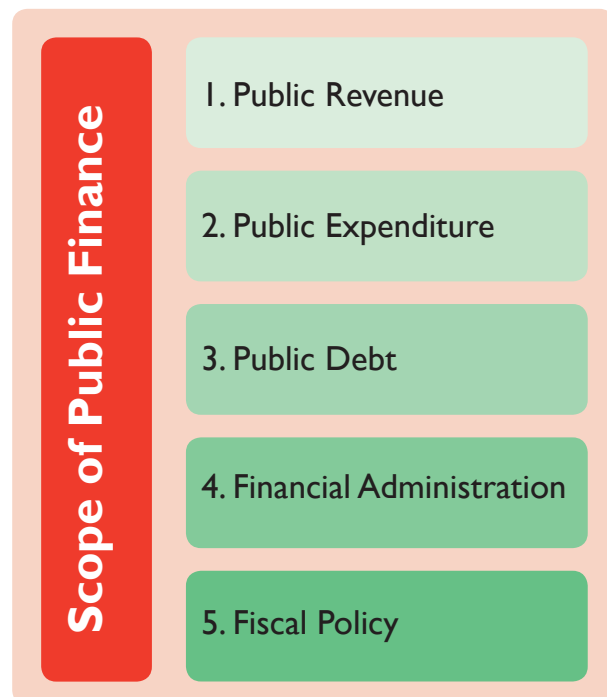 Scope of Public Finance
1. Public Revenue
2. Public Expenditure
3. Public Debt
4. Financial Administration
5. Fiscal Policy